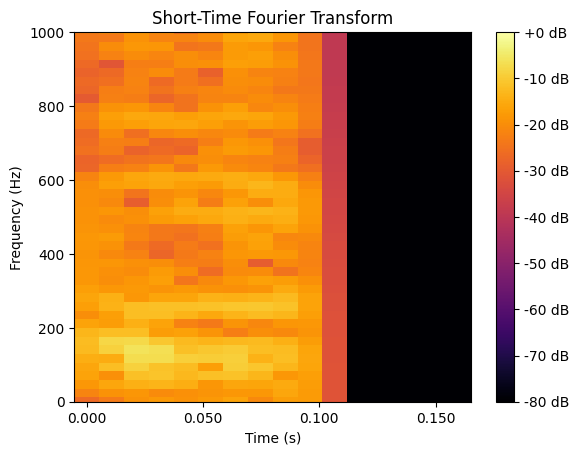 Short-Time Fourier Transform
1000
800
600
400
200
0
Frequency (Hz)
0.000
0.050
0.100
0.150
Time (s)
+0 dB
-10 dB
-20 dB
-30 dB
-40 dB
-50 dB
-60 dB
-70 dB
-80 dB